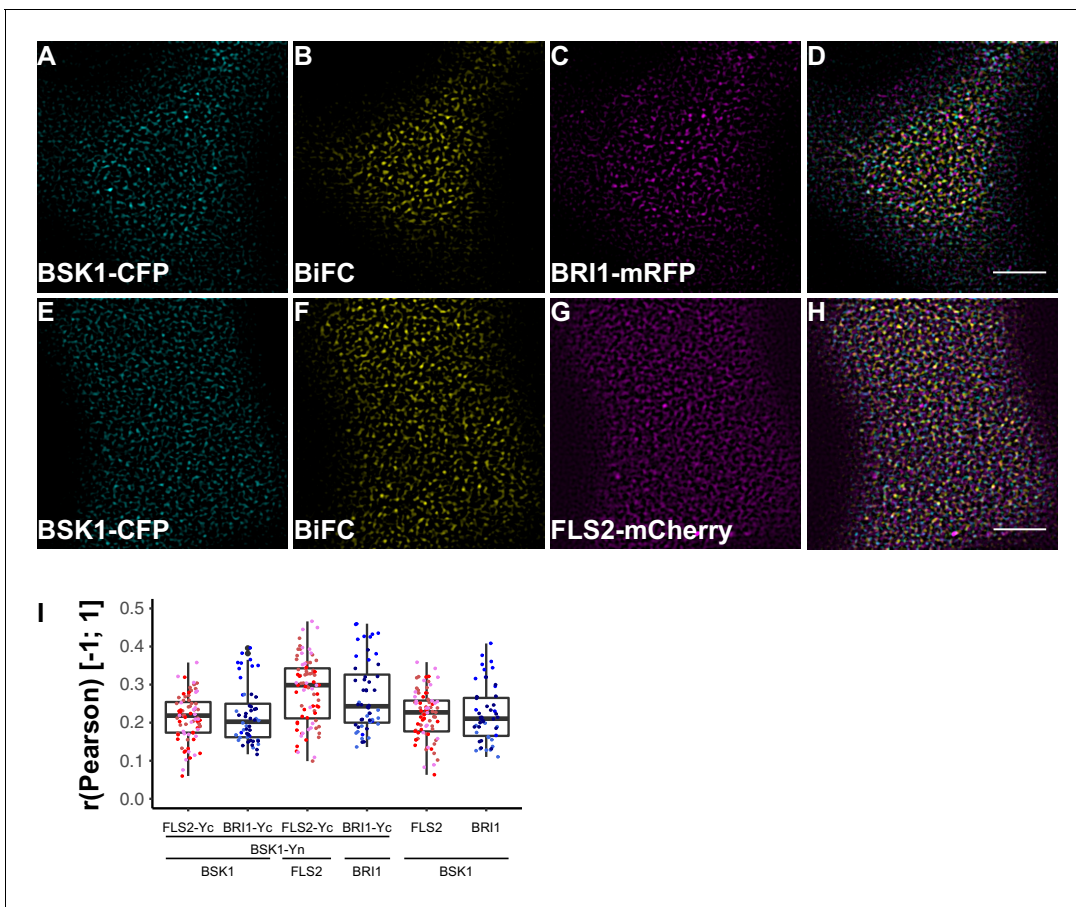 A
B
C
D
BSK1-CFP
BiFC
BRI1-mRFP
E
F
G
H
BSK1-CFP
BiFC
FLS2-mCherry
I
r(Pearson) [-1; 1]
0.5
0.4
0.3
0.2
0.1
0.0
FLS2-Yc BRI1-Yc FLS2-Yc BRI1-Yc FLS2 BRI1
BSK1-Yn
BSK1 FLS2 BRI1 BSK1